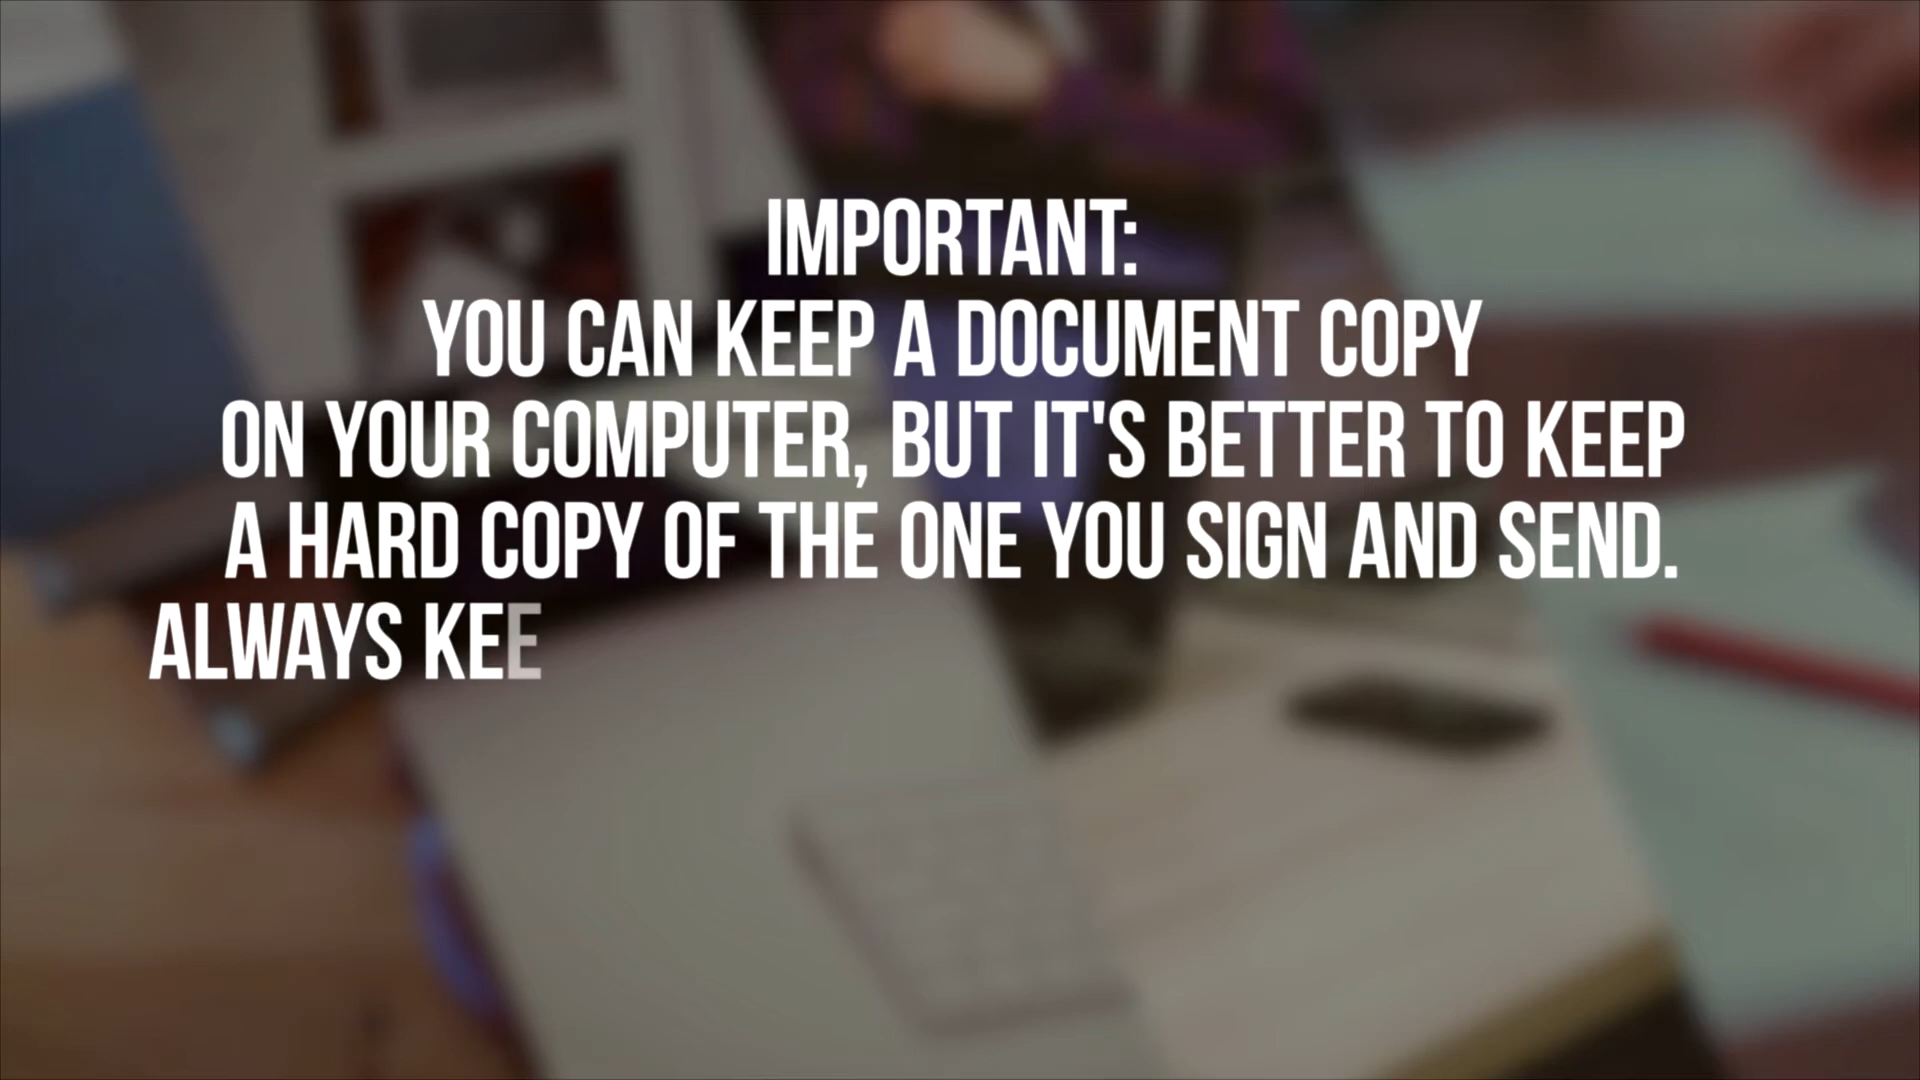 IMPORTANT:
YOU CAN KEEP A DOCUMENT COPY
ON YOUR COMPUTER, BUT IT'S BETTER TO KEEP
A HARD COPY OF THE ONE YOU SIGN AND SEND.
ALWAYS KEE